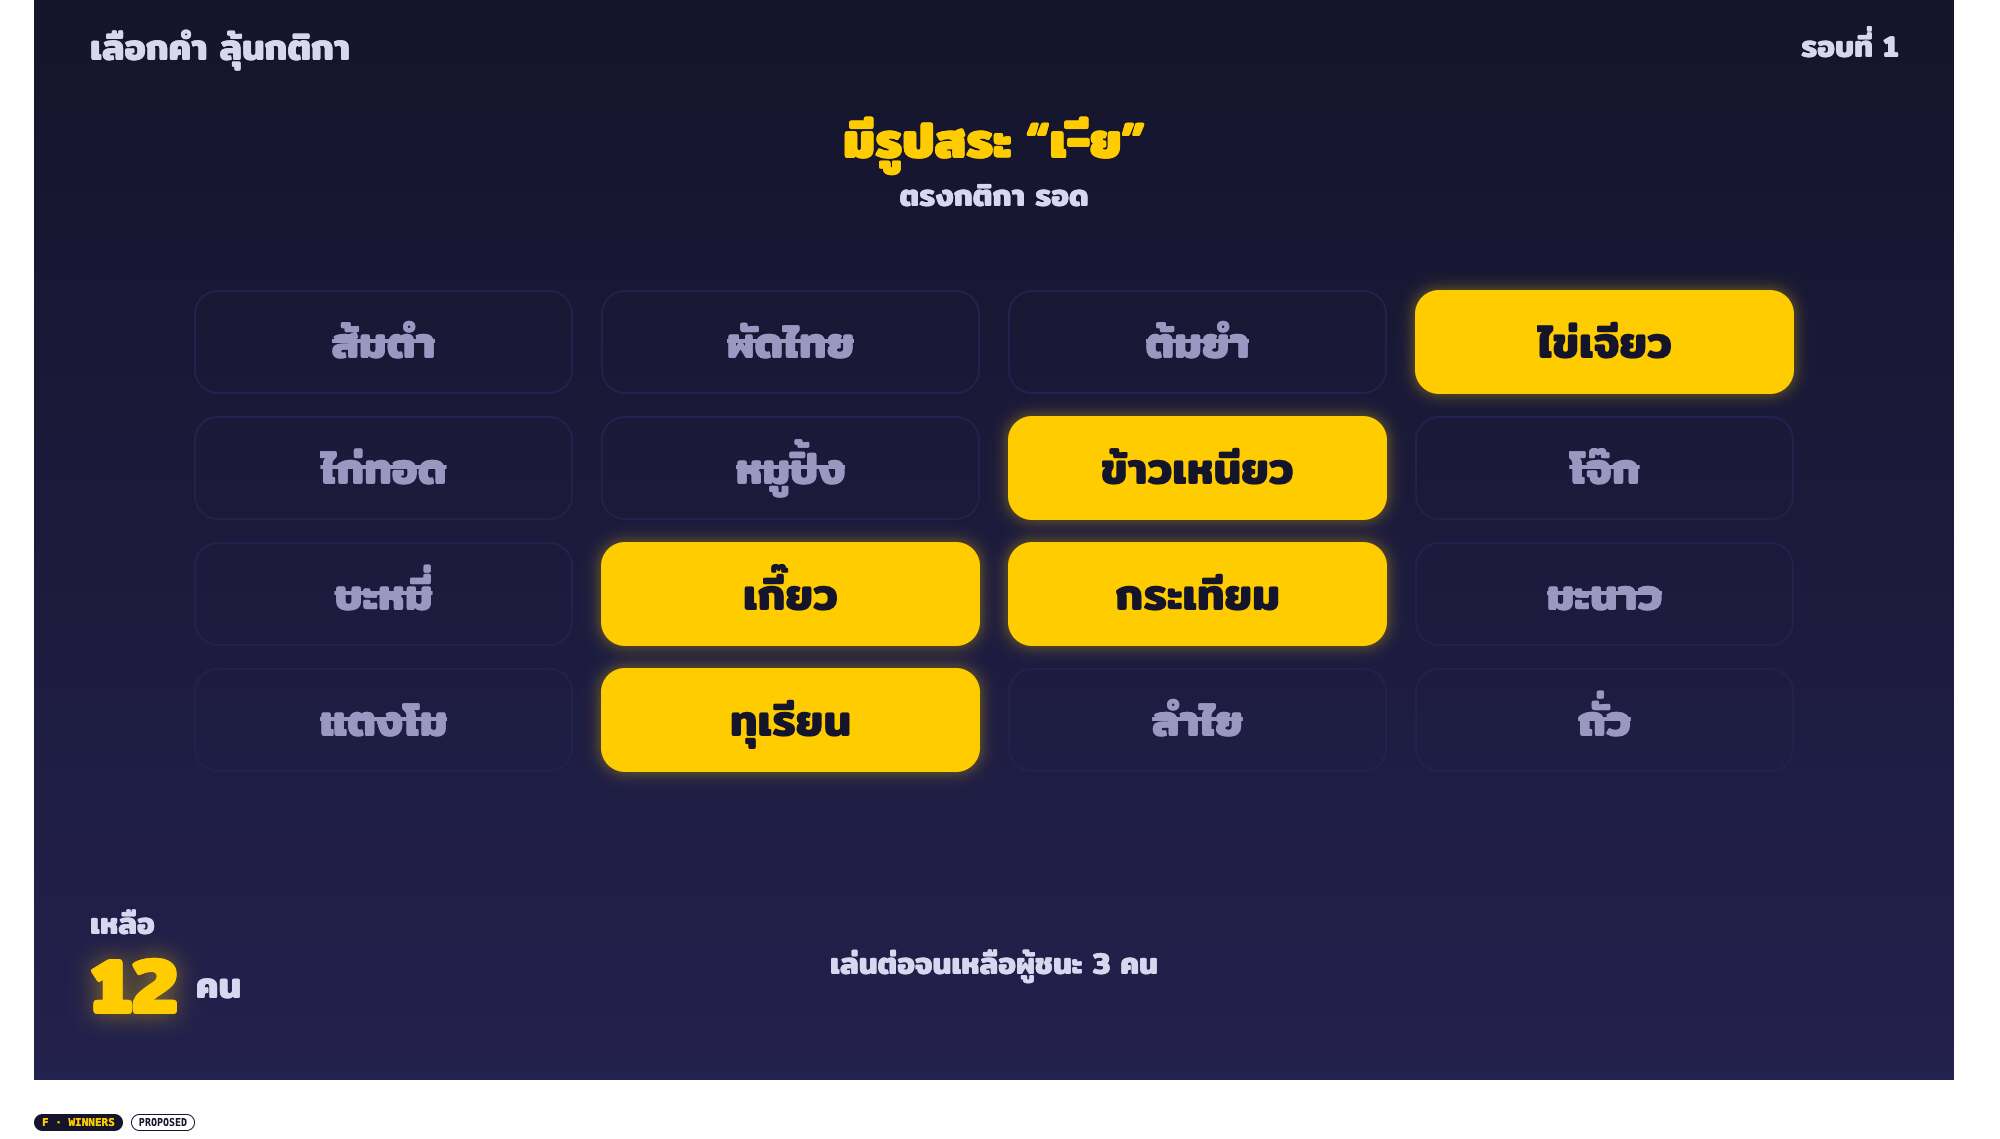 เลือกคำ ลุ้นกติกา
รอบที่ 1
มีรูปสระ “เ-ีย”
ตรงกติกา รอด
ส้มตำ
ผัดไทย
ต้มยำ
ไข่เจียว
ไก่ทอด
หมูปิ้ง
ข้าวเหนียว
โจ๊ก
บะหมี่
เกี๊ยว
กระเทียม
มะนาว
แตงโม
ทุเรียน
ลำไย
ถั่ว
เหลือ
12 คน
เล่นต่อจนเหลือผู้ชนะ 3 คน
F · WINNERS
PROPOSED